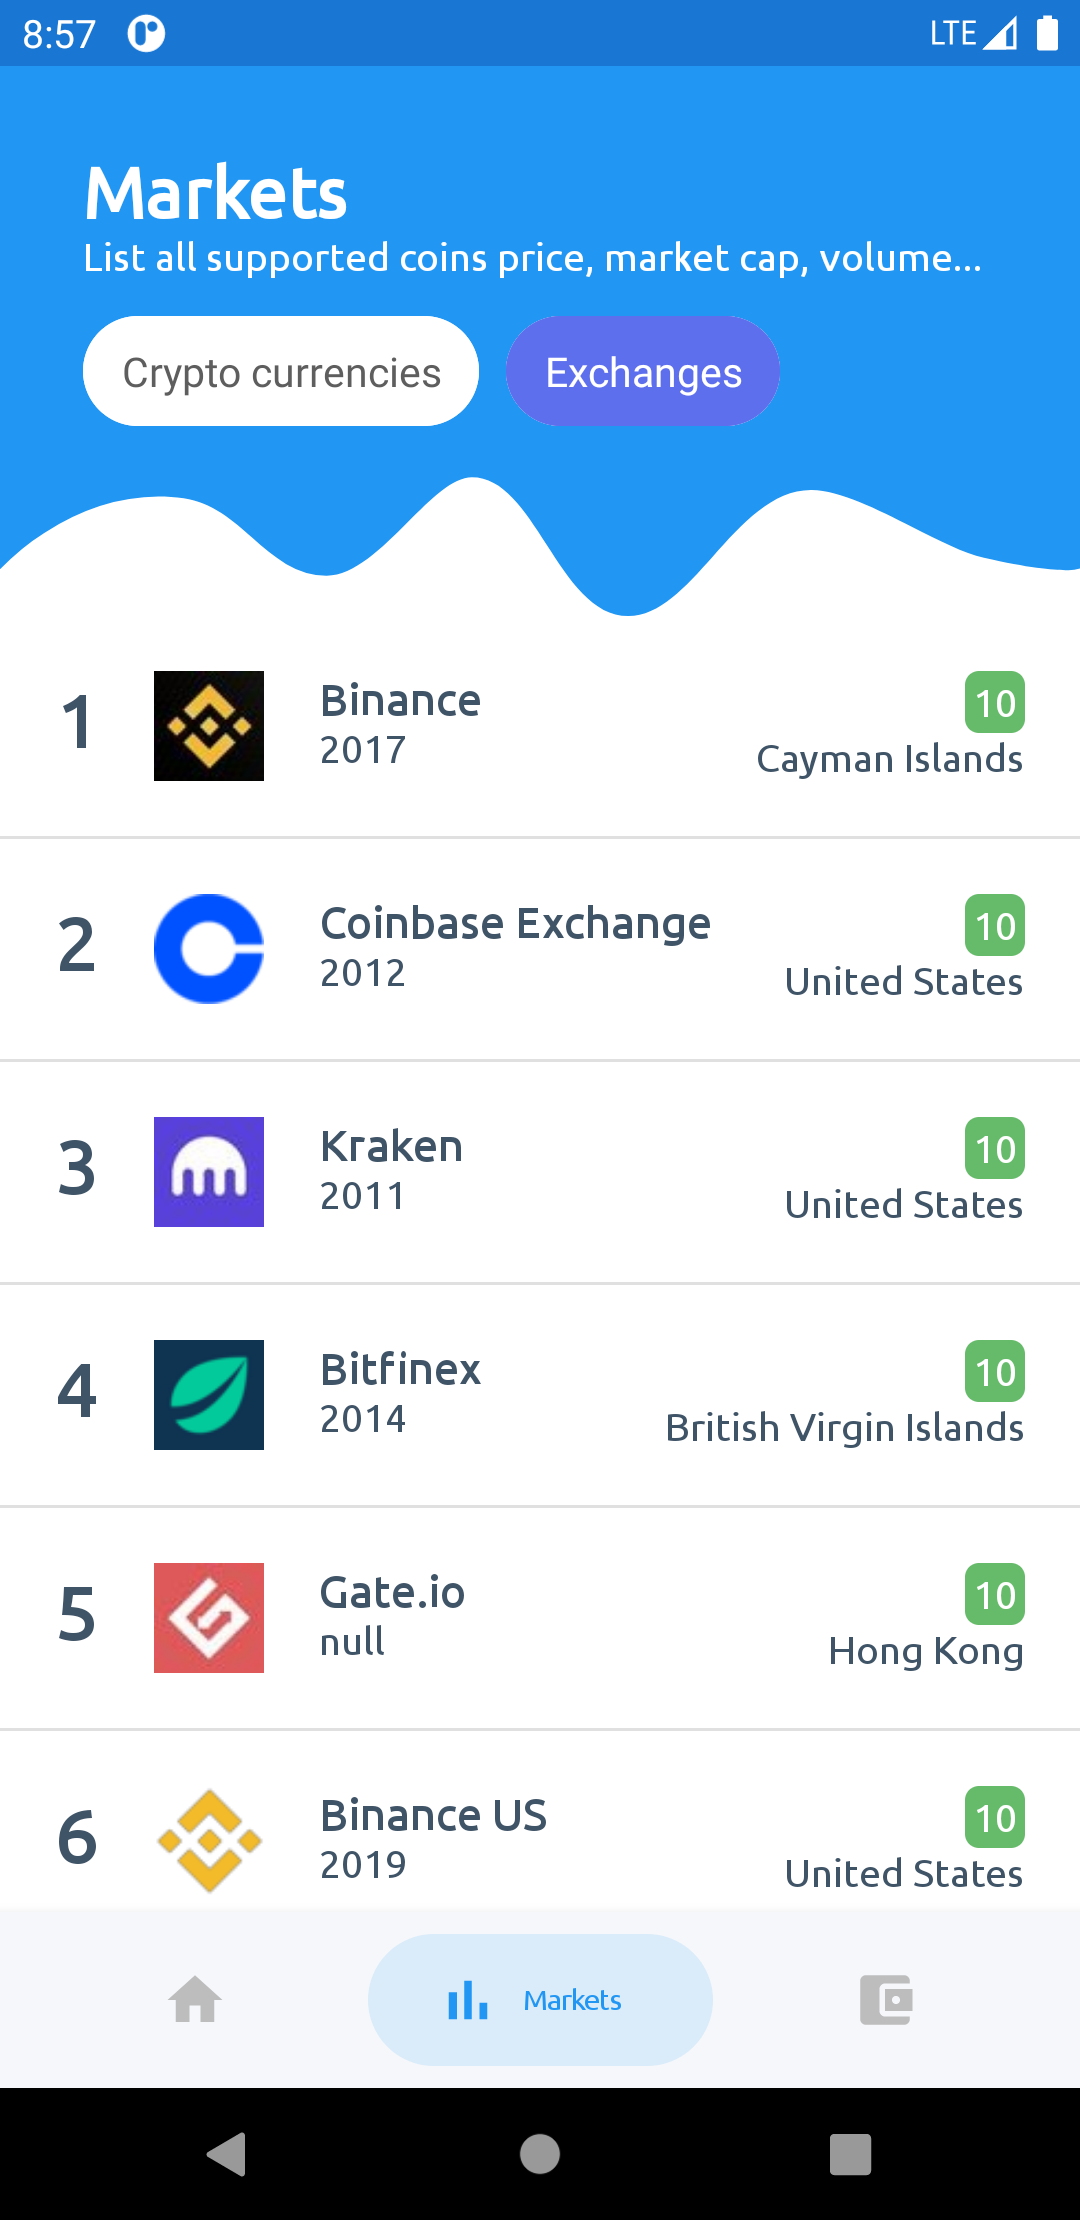 8:57
LTE
Markets
List all supported coins price, market cap, volume...
Crypto currencies
Exchanges
1
Binance
2017
10
Cayman Islands
2
Coinbase Exchange
2012
10
United States
3
Kraken
2011
10
United States
4
Bitfinex
2014
10
British Virgin Islands
5
Gate.io
null
10
Hong Kong
6
Binance US
2019
10
United States
Markets